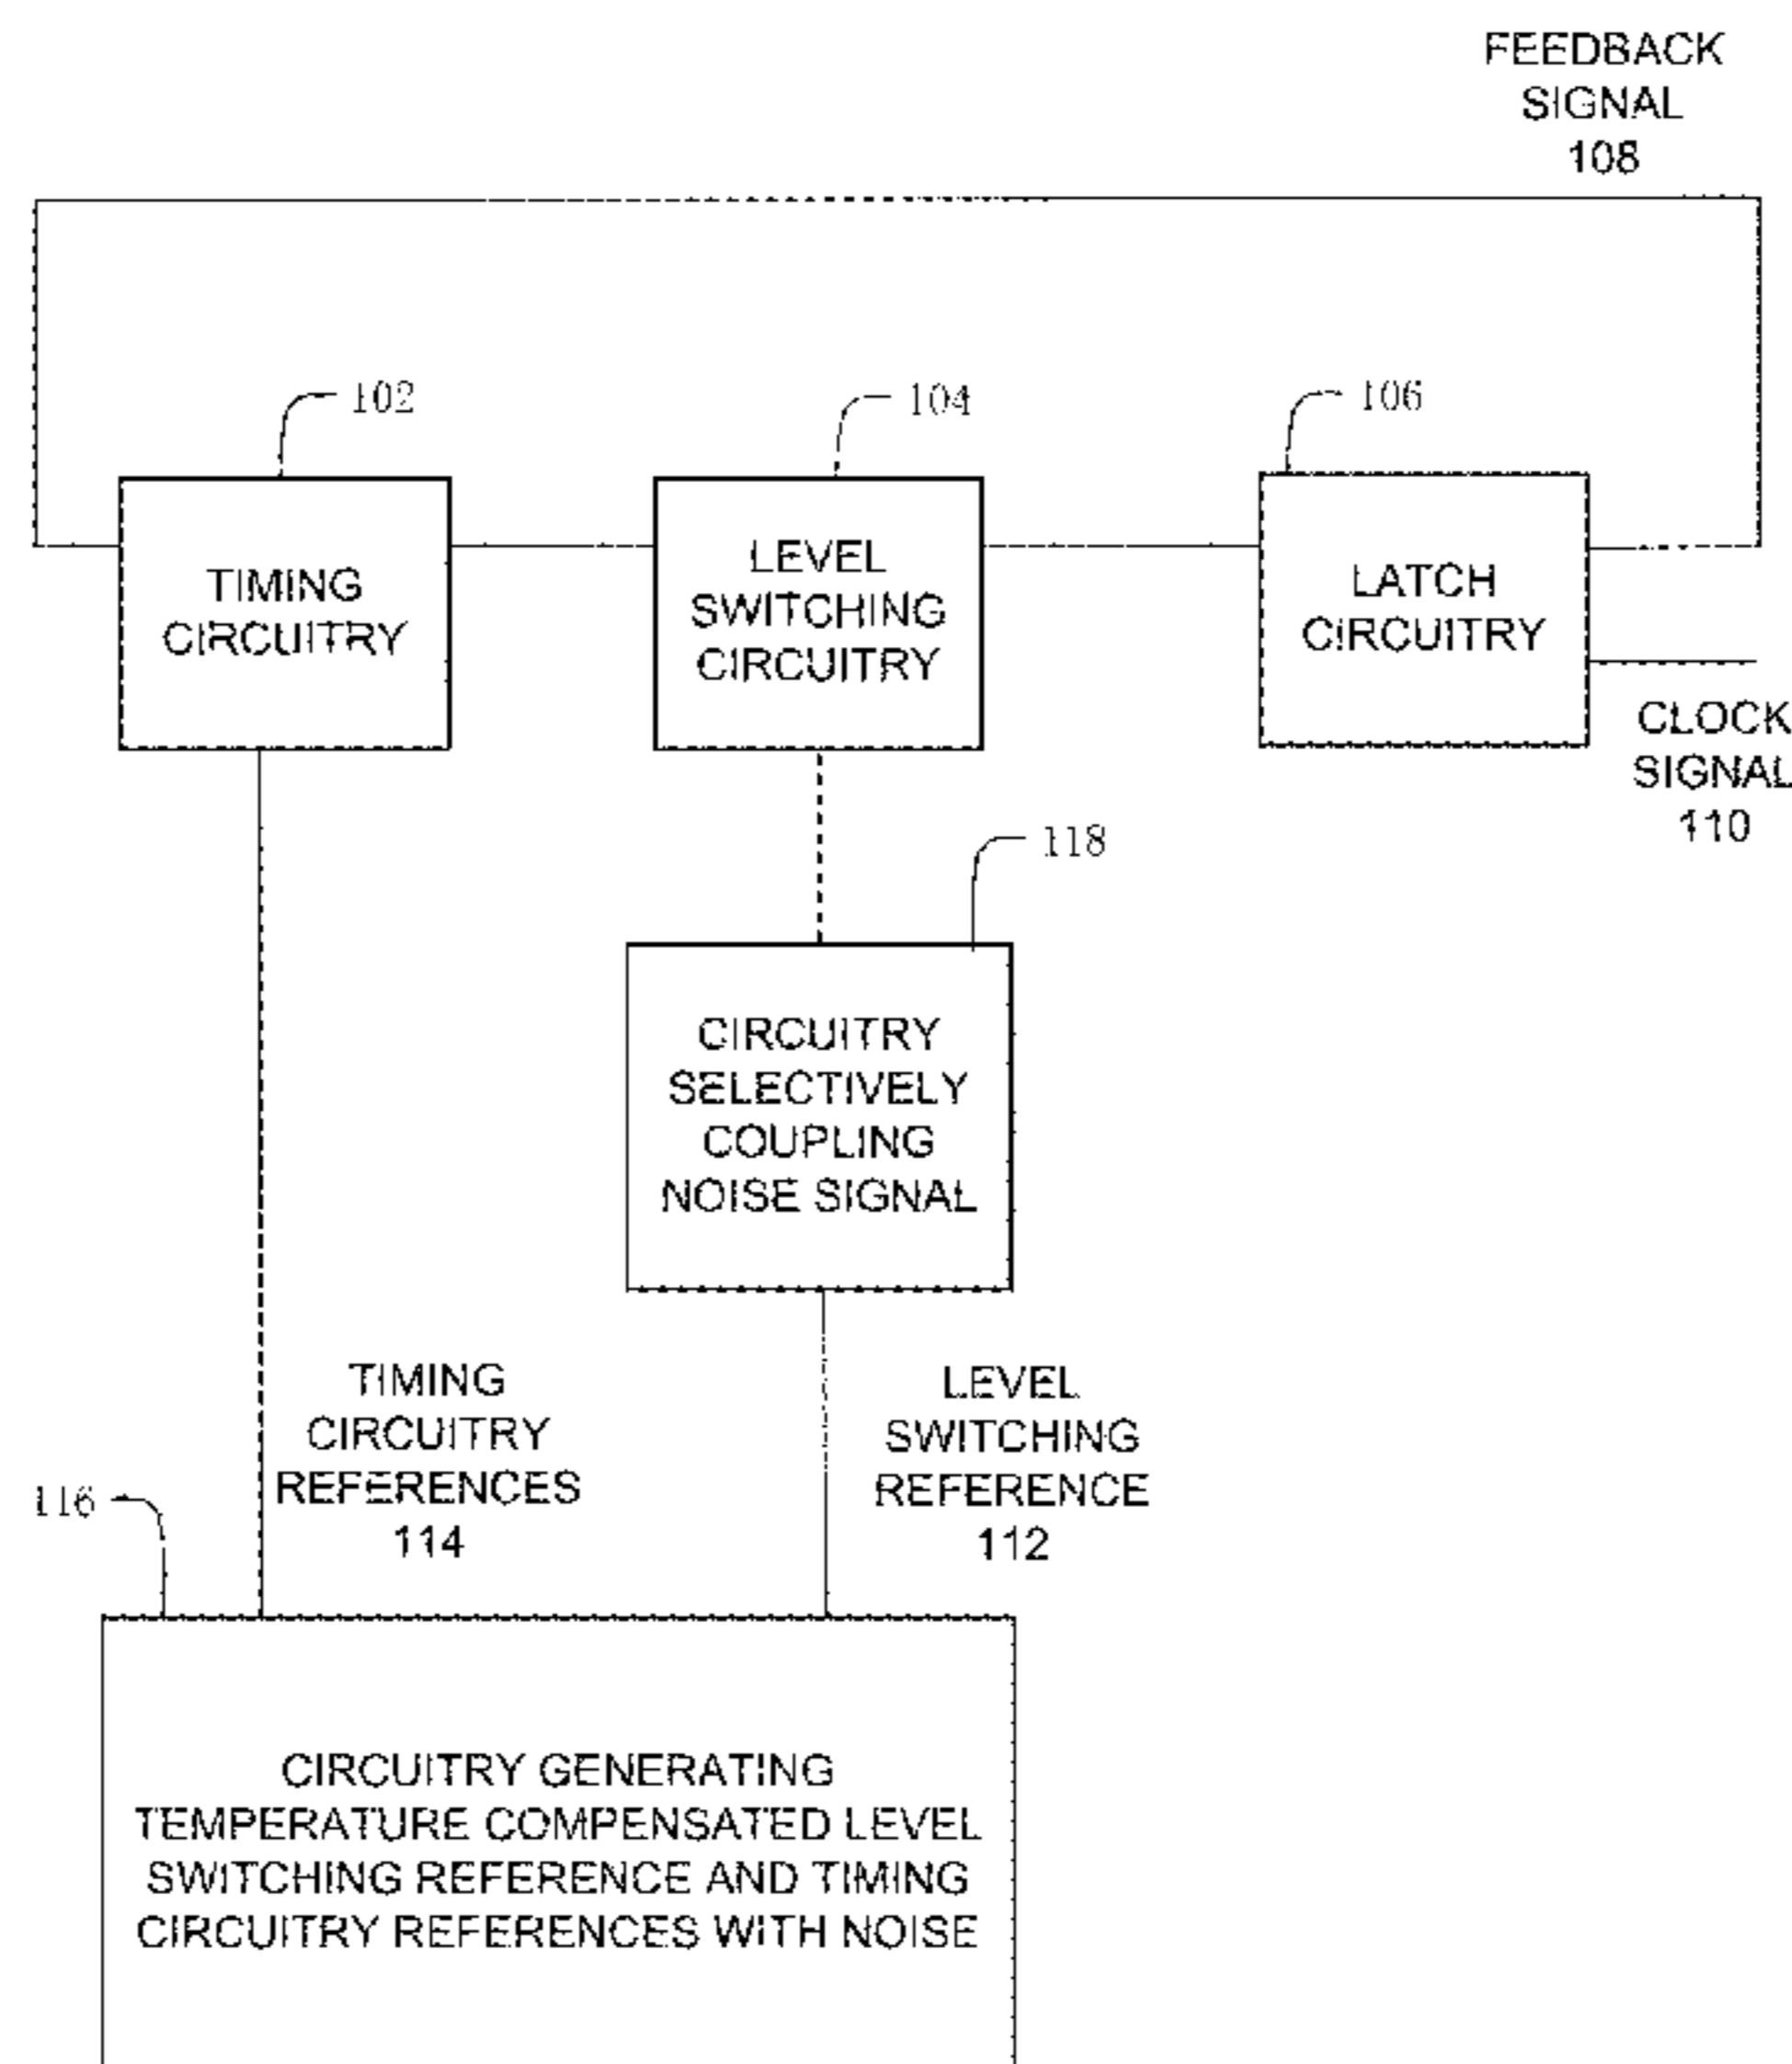 FEEDBACK
SIGNAL
108
102
104
106
TIMING
CIRCUITRY
LEVEL
SWITCHING
CIRCUITRY
LATCH
CIRCUITRY
CLOCK
SIGNAL
110
118
CIRCUITRY
SELECTIVELY
COUPLING
NOISE SIGNAL
TIMING
CIRCUITRY
REFERENCES
114
LEVEL
SWITCHING
REFERENCE
112
116
CIRCUITRY GENERATING
TEMPERATURE COMPENSATED LEVEL
SWITCHING REFERENCE AND TIMING
CIRCUITRY REFERENCES WITH NOISE